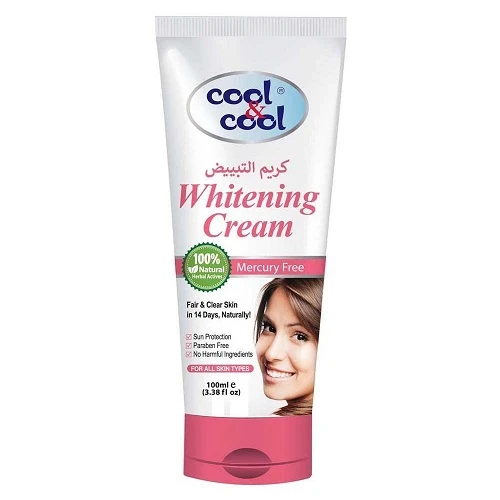 cool ®
&
cool
كريم التبييض
Whitening
Cream
100%
Natural
Herbal Actives
Mercury Free
Fair & Clear Skin
in 14 Days, Naturally!
Sun Protection
Paraben Free
No Harmful Ingredients
FOR ALL SKIN TYPES
100ml e
(3.38 fl oz)